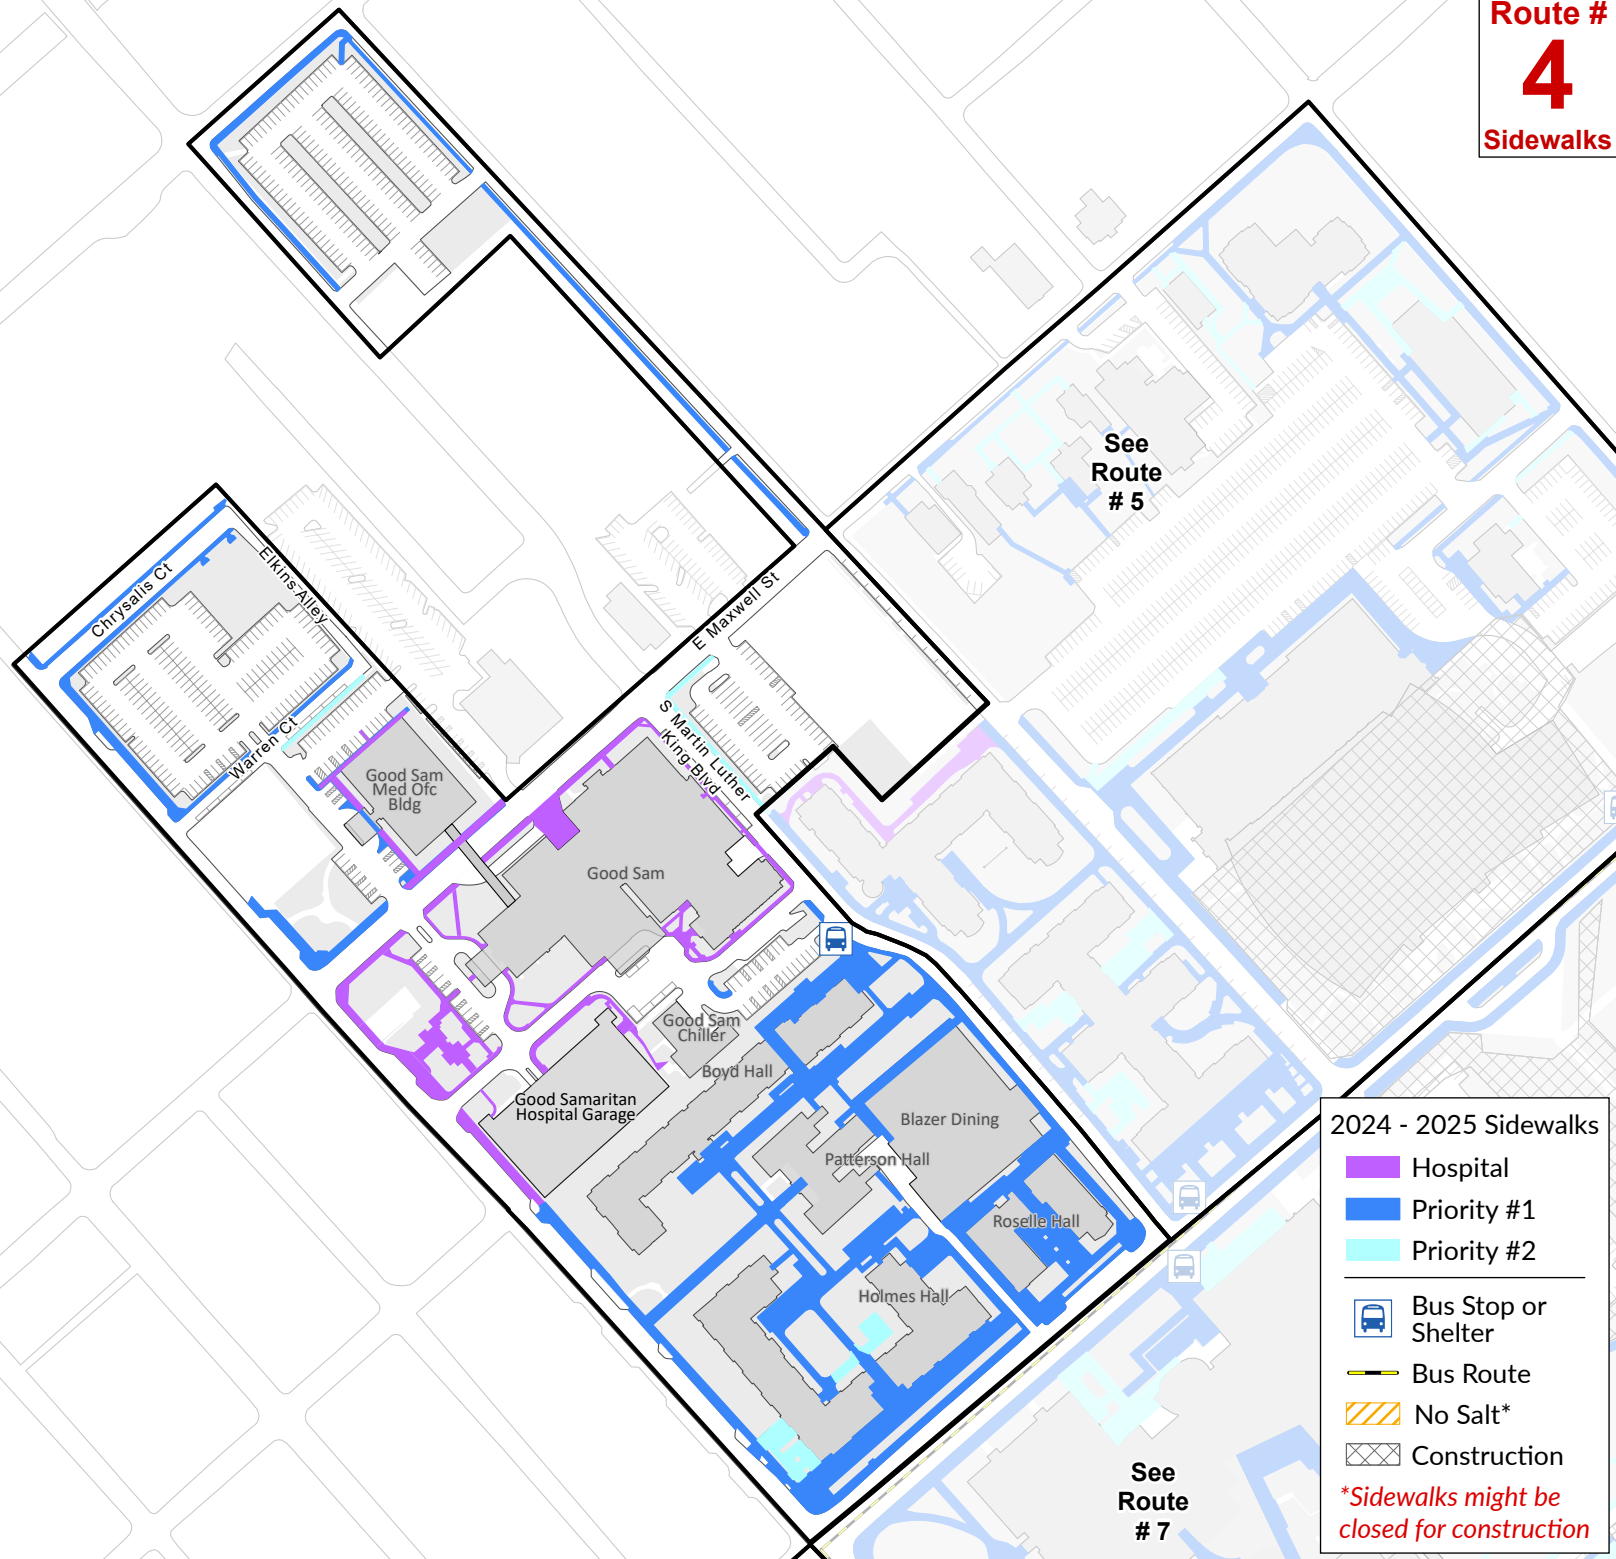 Route #
4
Sidewalks
See
Route
# 5
Chrysalis Ct
Elkins Alley
E Maxwell St
S Martin Luther
King Blvd
Warren Ct
Good Sam
Med Ofc
Bldg
Good Sam
Good Sam
Chiller
Boyd Hall
Good Samaritan
Hospital Garage
Blazer Dining
Patterson Hall
Roselle Hall
Holmes Hall
See
Route
# 7
2024 - 2025 Sidewalks
Hospital
Priority #1
Priority #2
Bus Stop or
Shelter
Bus Route
No Salt*
Construction
*Sidewalks might be
closed for construction